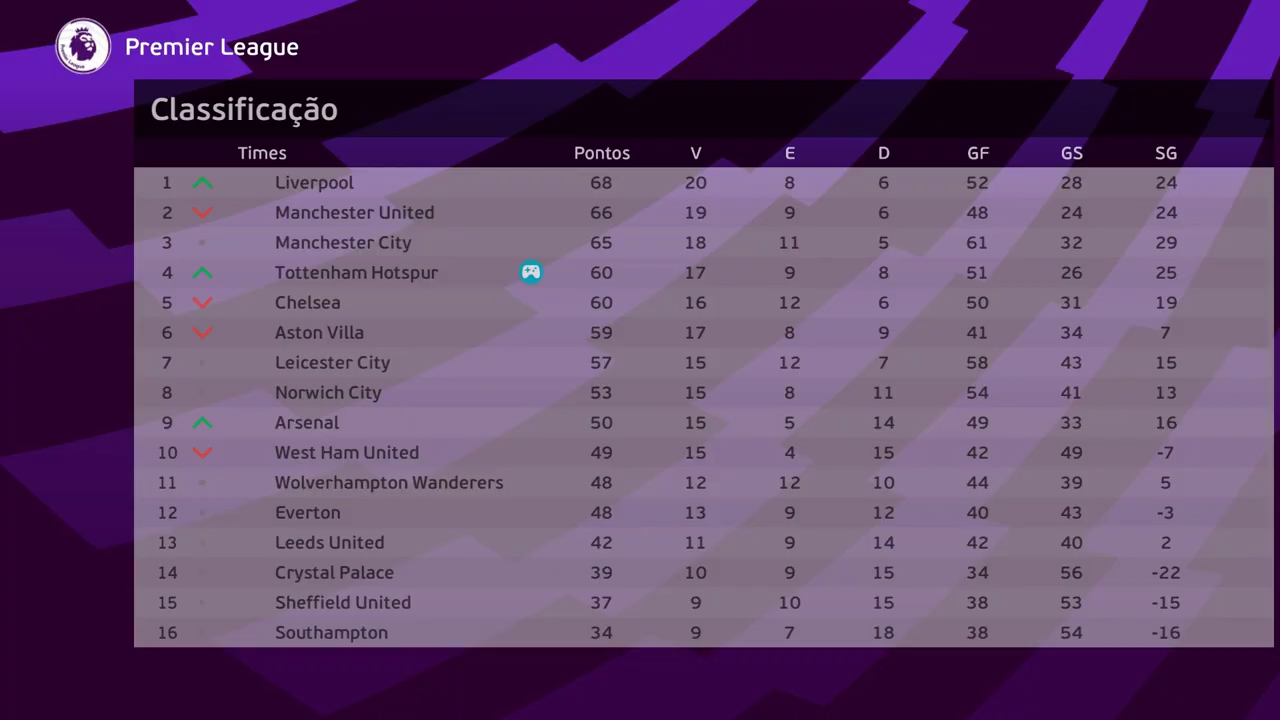 Premier League
Classificação
Times Pontos V E D GF GS SG
1 Liverpool 68 20 8 6 52 28 24
2 Manchester United 66 19 9 6 48 24 24
3 Manchester City 65 18 11 5 61 32 29
4 Tottenham Hotspur 60 17 9 8 51 26 25
5 Chelsea 60 16 12 6 50 31 19
6 Aston Villa 59 17 8 9 41 34 7
7 Leicester City 57 15 12 7 58 43 15
8 Norwich City 53 15 8 11 54 41 13
9 Arsenal 50 15 5 14 49 33 16
10 West Ham United 49 15 4 15 42 49 -7
11 Wolverhampton Wanderers 48 12 12 10 44 39 5
12 Everton 48 13 9 12 40 43 -3
13 Leeds United 42 11 9 14 42 40 2
14 Crystal Palace 39 10 9 15 34 56 -22
15 Sheffield United 37 9 10 15 38 53 -15
16 Southampton 34 9 7 18 38 54 -16